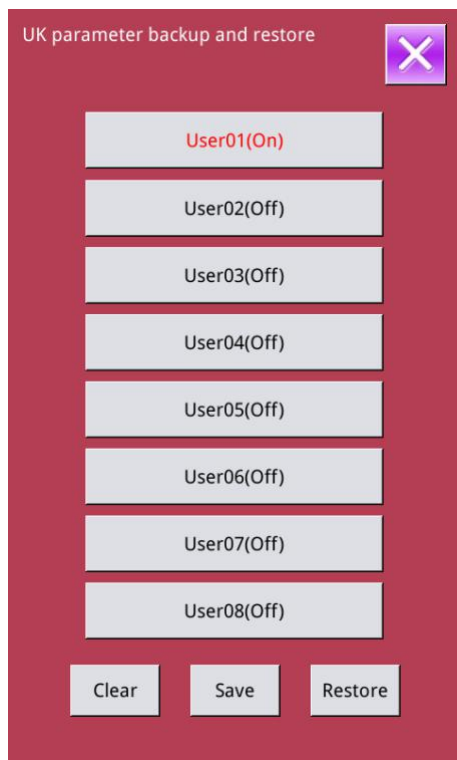 UK parameter backup and restore
User01(On)
User02(Off)
User03(Off)
User04(Off)
User05(Off)
User06(Off)
User07(Off)
User08(Off)
Clear Save Restore